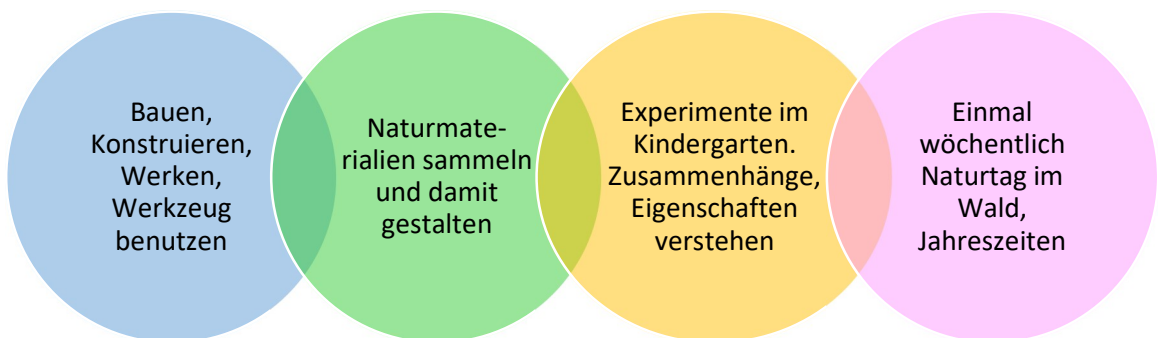 Bauen,
Konstruieren,
Werken,
Werkzeug
benutzen
Naturmate-
rialien sammeln
und damit
gestalten
Experimente im
Kindergarten.
Zusammenhänge,
Eigenschaften
verstehen
Einmal
wöchentlich
Naturtag im
Wald,
Jahreszeiten